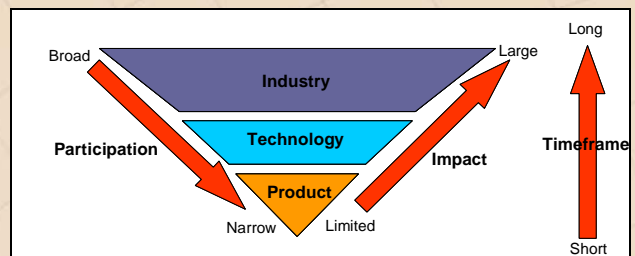 Long
Broad
Large
Industry
Technology
Participation
Impact
Timeframe
Product
Narrow
Limited
Short